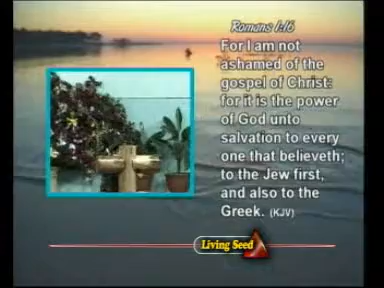 Romans 1:16
For I am not
ashamed of the
gospel of Christ:
for it is the power
of God unto
salvation to every
one that believeth;
to the Jew first,
and also to the
Greek. (KJV)
Living Seed